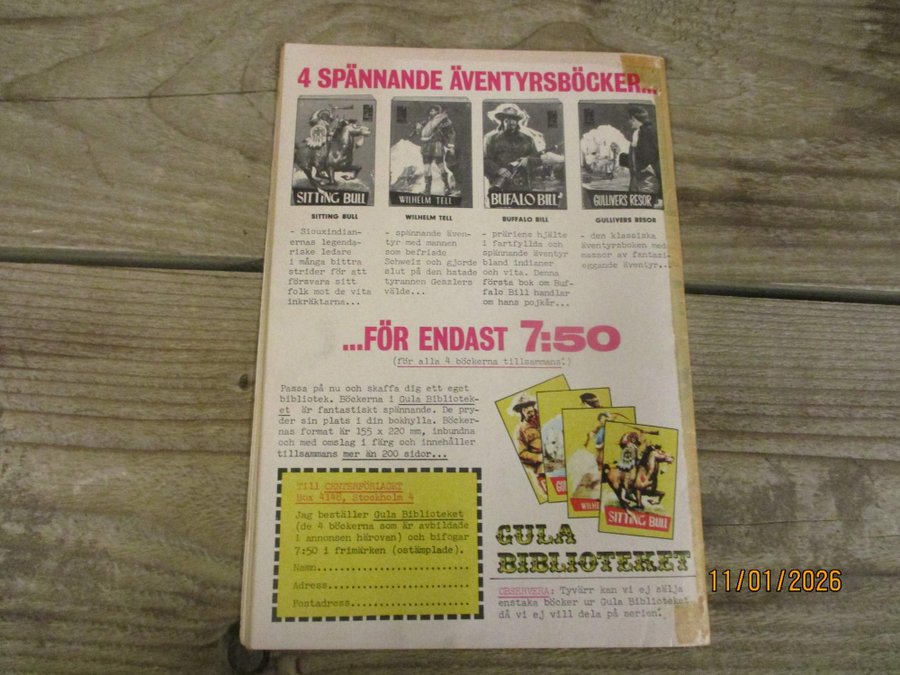 4 SPÄNNANDE ÄVENTYRSBÖCKER...
SITTING BULL
WILHELM TELL
BUFALO BILL
GULLIVERS RESOR
SITTING BULL
WILHELM TELL
BUFFALO BILL
GULLIVERS RESOR
- Siouxindian-
ernas legenda-
riske ledare
i många bittra
strider för att
försvara sitt
folk mot de vita
inkräktarna...
- spännande även-
tyr med mannen
som befriade
Schweiz och gjorde
slut på den hatade
tyrannen Gesslers
välde...
- präriens hjälte
i fartfyllda och
spännande äventyr
bland indianer
och vita. Denna
första bok om Buf-
falo Bill handlar
om hans pojkår...
- den klassiska
äventyrsboken med
massor av fantasi-
eggande äventyr...
...FÖR ENDAST 7:50
(för alla 4 böckerna tillsammans!)
Passa på nu och skaffa dig ett eget
bibliotek. Böckerna i Gula Bibliotek-
et är fantastiskt spännande. De pry-
der sin plats i din bokhylla. Böcker-
nas format är 155 x 220 mm, inbundna
och med omslag i färg och innehåller
tillsammans mer än 200 sidor...
Till CENTERFÖRLAGET
Box 4148, Stockholm 4
Jag beställer Gula Biblioteket
(de 4 böckerna som är avbildade
i annonsen härovan) och bifogar
7:50 i frimärken (ostämplade).
Namn
Adress
Postadress
SITTING BULL
GULA
BIBLIOTEKET
OBSERVERA: Tyvärr kan vi ej sälja
enstaka böcker ur Gula Biblioteket
då vi ej vill dela på serien!
11/01/2026